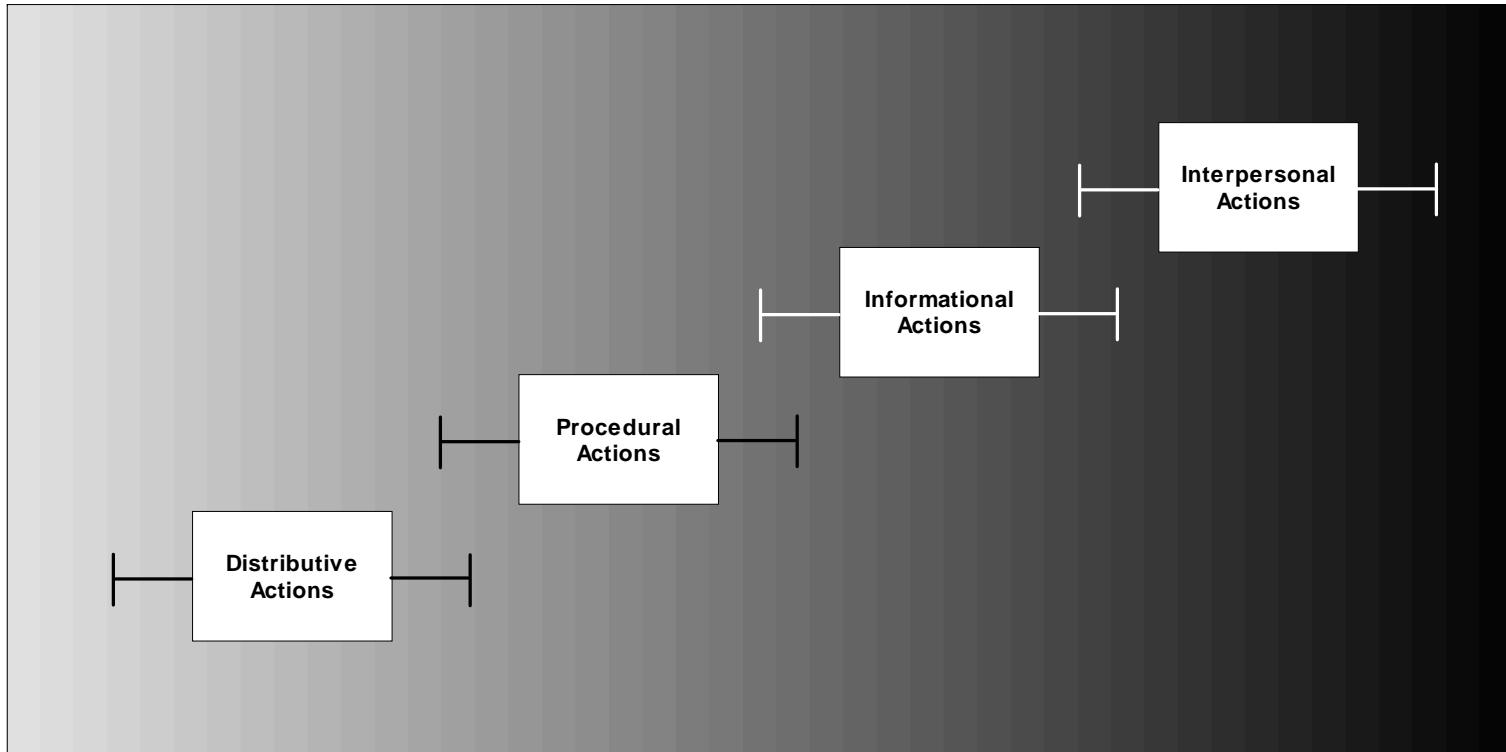 Interpersonal
Actions
Informational
Actions
Procedural
Actions
Distributive
Actions